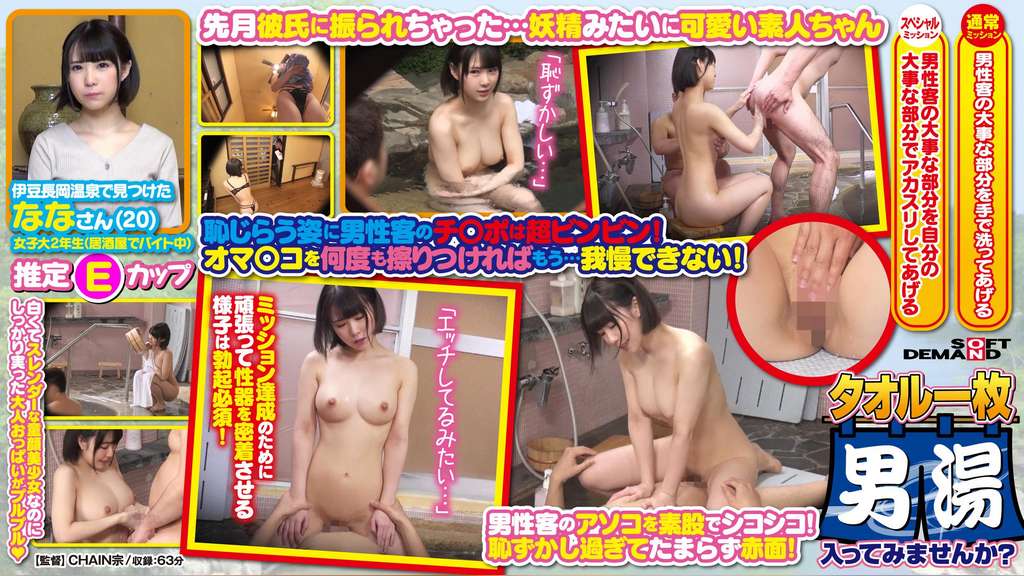 先月彼氏に振られちゃった…妖精みたいに可愛い素人ちゃん
伊豆長岡温泉で見つけた
ななさん(20)
女子大2年生(居酒屋でバイト中)
推定Eカップ
白くてスレンダーな童顔美少女なのに
しっかり実った大人おっぱいがプルプル♥
【監督】CHAIN宗/収録:63分
「恥ずかしい…」
恥じらう姿に男性客のチ〇ポは超ビンビン!
オマ〇コを何度も擦りつければもう…我慢できない!
ミッション達成のために
頑張って性器を密着させる
様子は勃起必須!
「エッチしてるみたい…」
男性客のアソコを素股でシコシコ!
恥ずかし過ぎてたまらず赤面!
通常
ミッション
男性客の大事な部分を手で洗ってあげる
スペシャル
ミッション
男性客の大事な部分を自分の
大事な部分でアカスリしてあげる
SOFT
ON
DEMAND
タオル一枚
男湯
入ってみませんか?